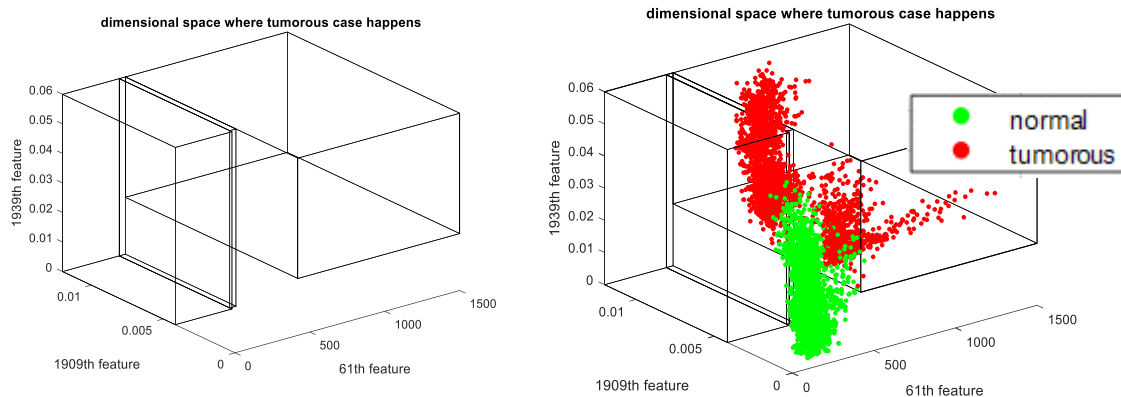 dimensional space where tumorous case happens
0.06
0.05
0.04
0.03
0.02
0.01
0
1939th feature
0.01
0.005
0
1909th feature
0
500
1000
1500
61th feature
dimensional space where tumorous case happens
0.06
0.05
0.04
0.03
0.02
0.01
0
1939th feature
0.01
0.005
0
1909th feature
0
500
1000
1500
61th feature
normal
tumorous